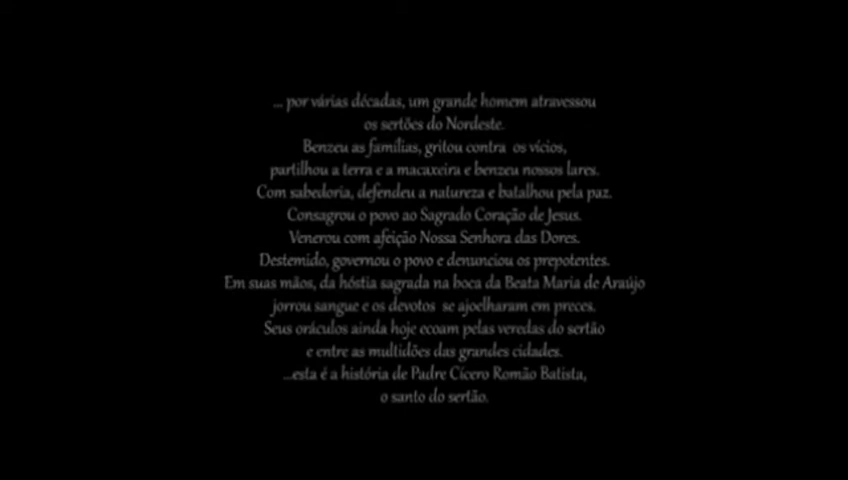 ... por várias décadas, um grande homem atravessou
os sertões do Nordeste.
Benzeu as famílias, gritou contra os vícios,
partilhou a terra e a macaxeira e benzeu nossos lares.
Com sabedoria, defendeu a natureza e batalhou pela paz.
Consagrou o povo ao Sagrado Coração de Jesus.
Venerou com afeição Nossa Senhora das Dores.
Destemido, governou o povo e denunciou os prepotentes.
Em suas mãos, da hóstia sagrada na boca da Beata Maria de Araújo
jorrou sangue e os devotos se ajoelharam em preces.
Seus oráculos ainda hoje ecoam pelas veredas do sertão
e entre as multidões das grandes cidades.
...esta é a história de Padre Cícero Romão Batista,
o santo do sertão.